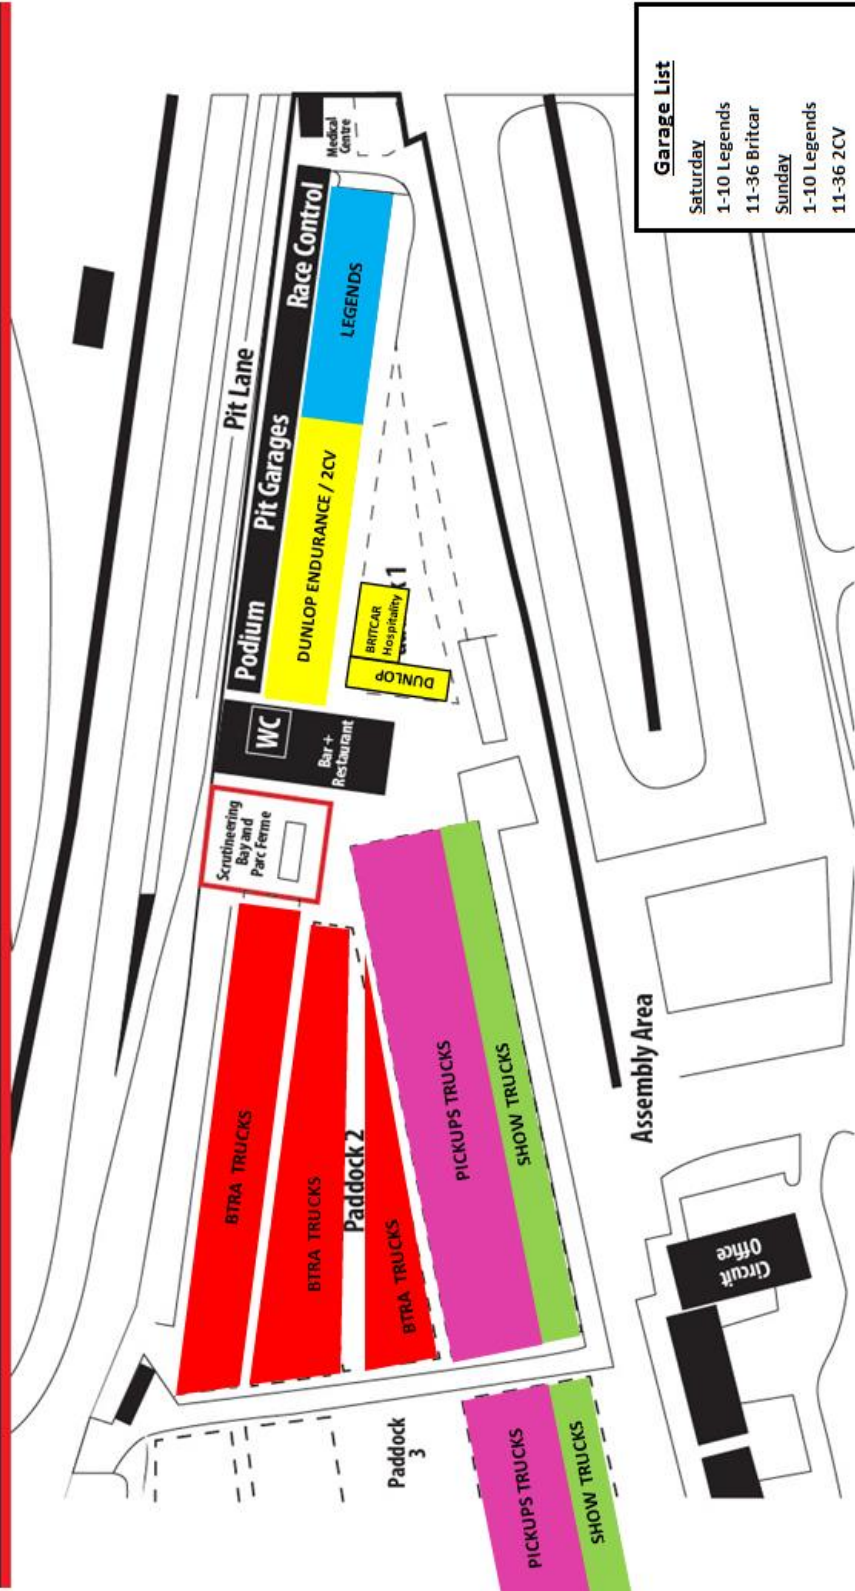 Garage List
Saturday
1-10 Legends
11-36 Britcar
Sunday
1-10 Legends
11-36 2CV
Medical
Centre
Race Control
LEGENDS
Pit Lane
Pit Garages
DUNLOP ENDURANCE / 2CV
Podium
BRITCAR
Hospitality
k 1
DUNLOP
WC
Bar +
Restaurant
Scrutineering
Bay and
Parc Ferme
BTRA TRUCKS
BTRA TRUCKS
Paddock 2
BTRA TRUCKS
PICKUPS TRUCKS
SHOW TRUCKS
Assembly Area
Circuit
Office
Paddock
3
PICKUPS TRUCKS
SHOW TRUCKS